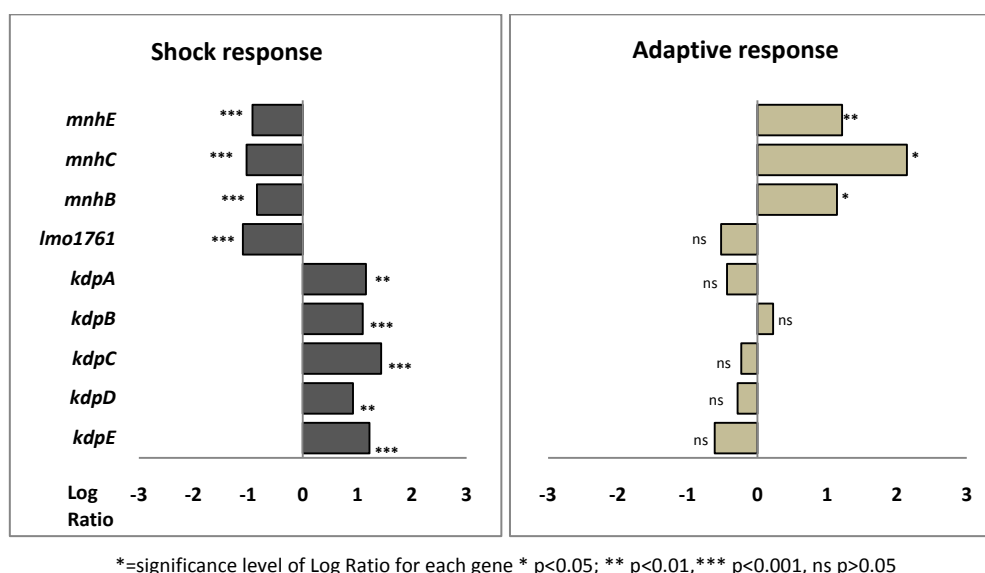 Shock response
Adaptive response
mnhE *** **
mnhC *** *
mnhB *** *
lmo1761 *** ns
kdpA ** ns
kdpB *** ns
kdpC *** ns
kdpD ** ns
kdpE *** ns
Log Ratio -3 -2 -1 0 1 2 3
-3 -2 -1 0 1 2 3
*=significance level of Log Ratio for each gene * p<0.05; ** p<0.01,*** p<0.001, ns p>0.05